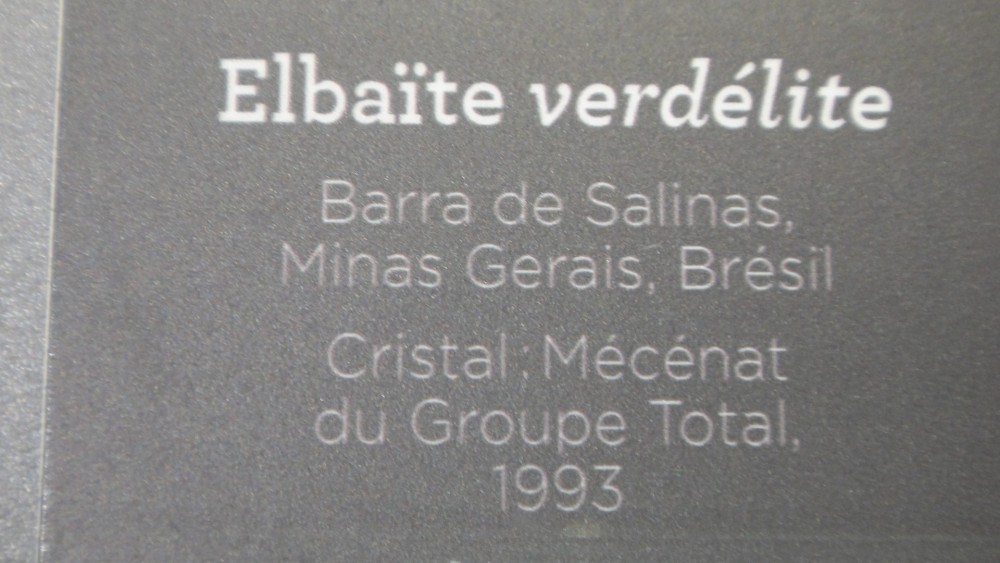 Elbaïte verdélite
Barra de Salinas,
Minas Gerais, Brésil
Cristal : Mécénat
du Groupe Total,
1993